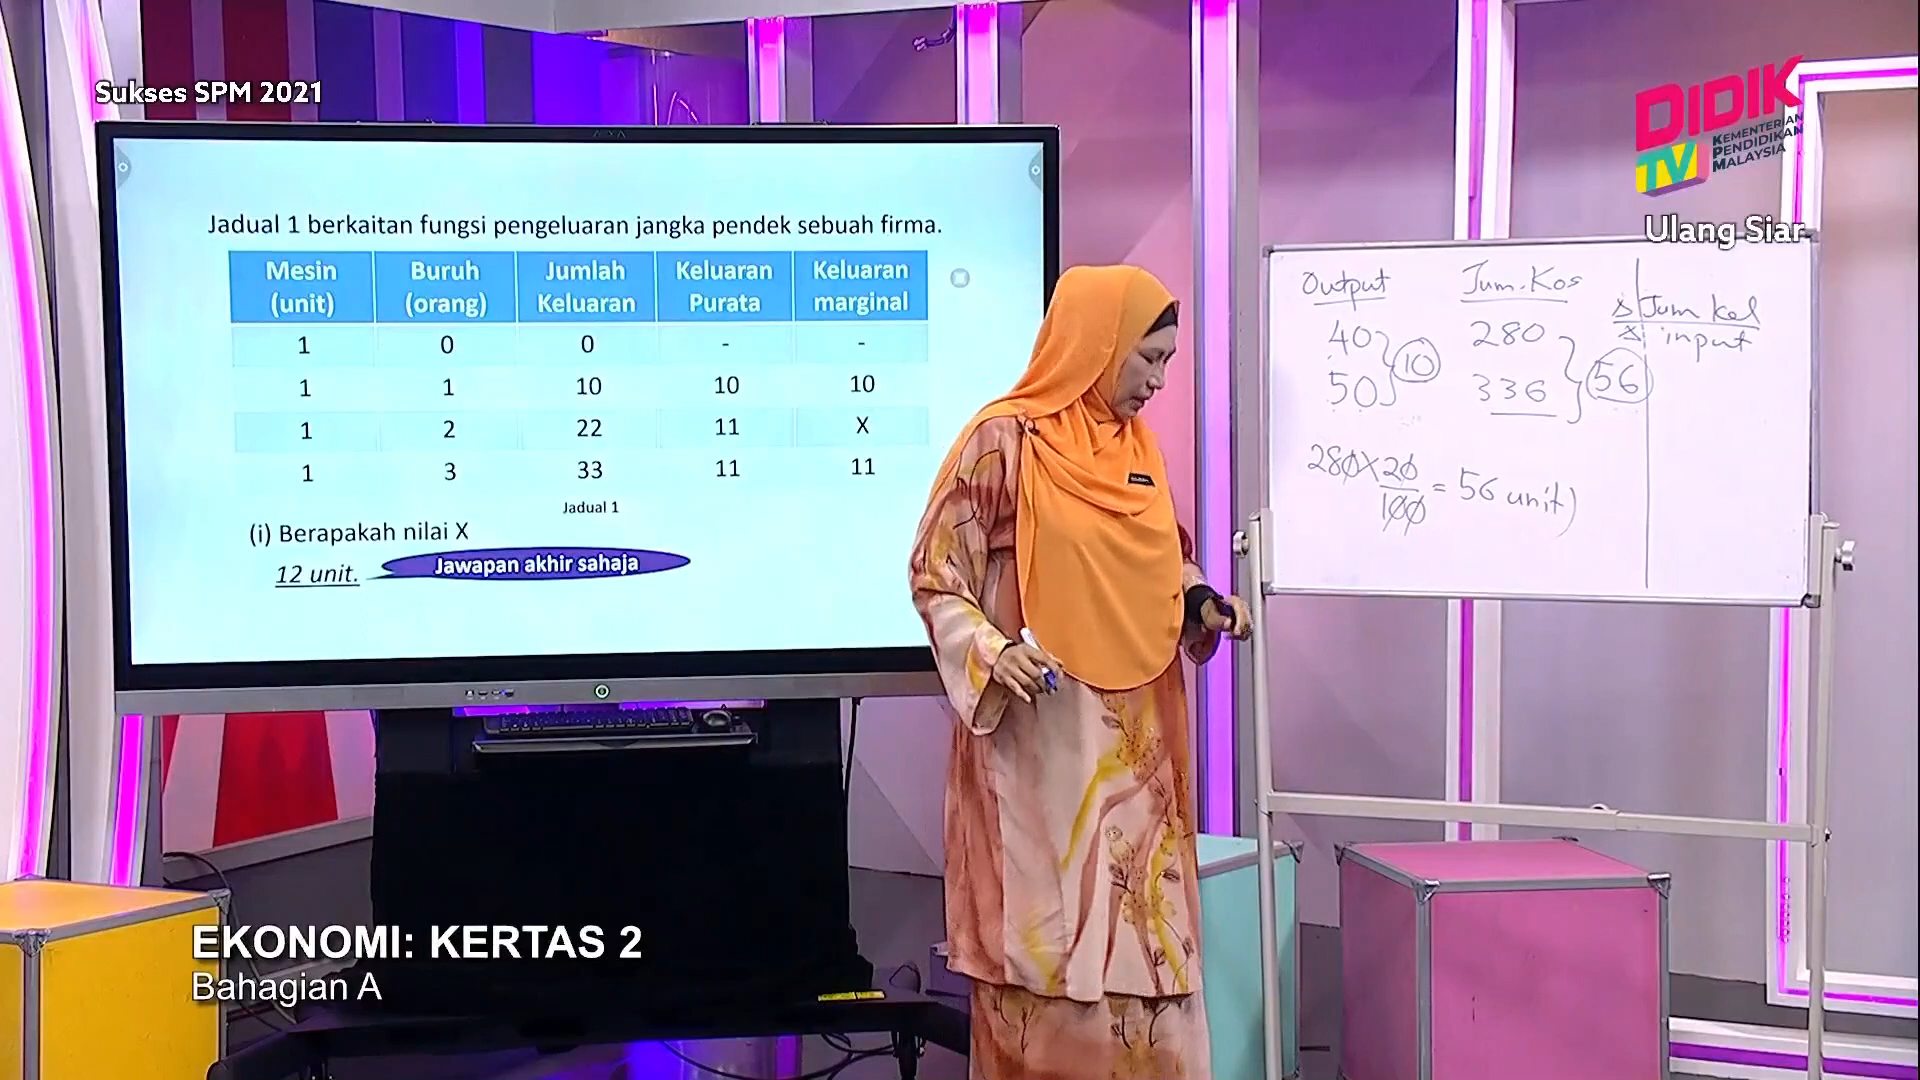 Sukses SPM 2021
DIDIK
TV
KEMENTERIAN
PENDIDIKAN
MALAYSIA
Ulang Siar
Jadual 1 berkaitan fungsi pengeluaran jangka pendek sebuah firma.
Mesin (unit) Buruh (orang) Jumlah Keluaran Keluaran Purata Keluaran marginal
1 0 0 - -
1 1 10 10 10
1 2 22 11 X
1 3 33 11 11
Jadual 1
(i) Berapakah nilai X
12 unit.
Jawapan akhir sahaja
Output Jum. Kos
40 280
10 56
50 336
280 X 20
100
= 56 unit)
Δ Jum kel
Δ input
EKONOMI: KERTAS 2
Bahagian A